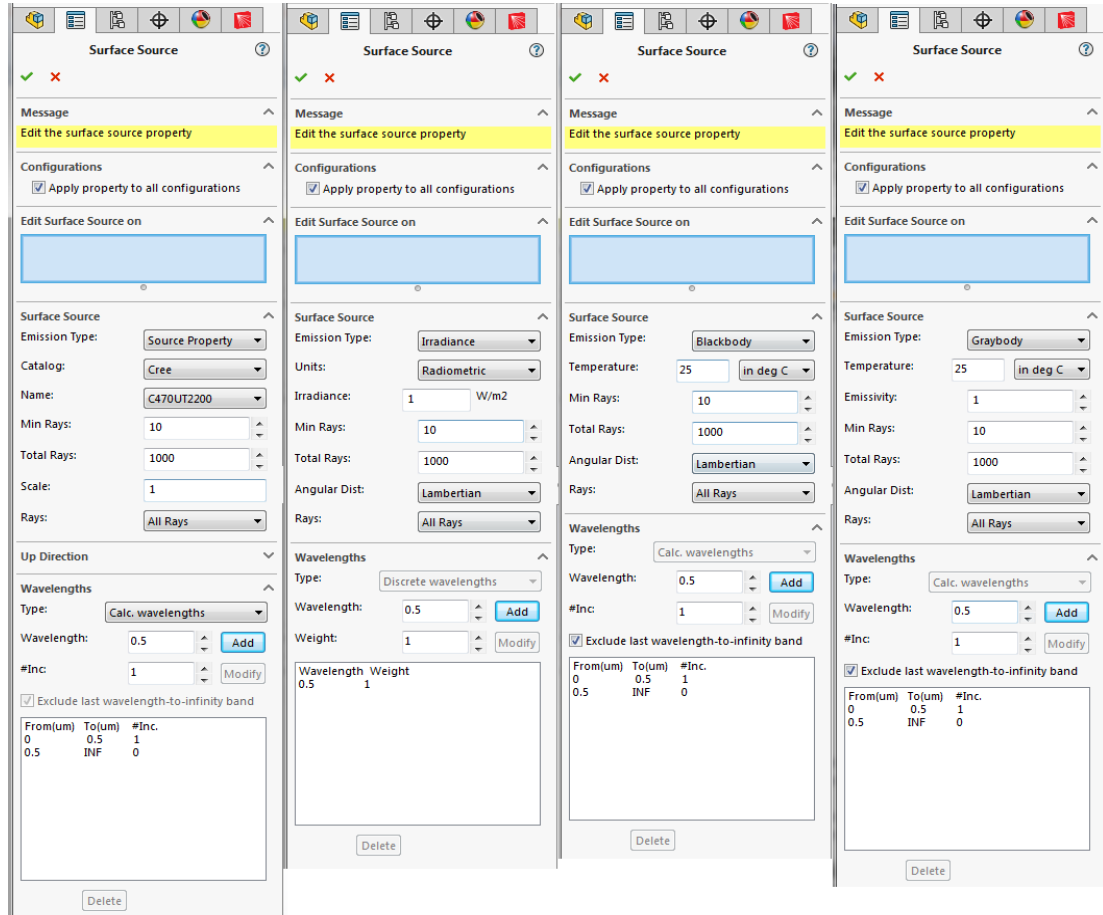 Surface Source
Message
Edit the surface source property
Configurations
Apply property to all configurations
Edit Surface Source on
Surface Source
Emission Type: Source Property
Catalog: Cree
Name: C470UT2200
Min Rays: 10
Total Rays: 1000
Scale: 1
Rays: All Rays
Up Direction
Wavelengths
Type: Calc. wavelengths
Wavelength: 0.5 Add
#Inc: 1 Modify
Exclude last wavelength-to-infinity band
From(um) To(um) #Inc.
0 0.5 1
0.5 INF 0
Delete
Surface Source
Message
Edit the surface source property
Configurations
Apply property to all configurations
Edit Surface Source on
Surface Source
Emission Type: Irradiance
Units: Radiometric
Irradiance: 1 W/m2
Min Rays: 10
Total Rays: 1000
Angular Dist: Lambertian
Rays: All Rays
Wavelengths
Type: Discrete wavelengths
Wavelength: 0.5 Add
Weight: 1 Modify
Wavelength Weight
0.5 1
Delete
Surface Source
Message
Edit the surface source property
Configurations
Apply property to all configurations
Edit Surface Source on
Surface Source
Emission Type: Blackbody
Temperature: 25 in deg C
Min Rays: 10
Total Rays: 1000
Angular Dist: Lambertian
Rays: All Rays
Wavelengths
Type: Calc. wavelengths
Wavelength: 0.5 Add
#Inc: 1 Modify
Exclude last wavelength-to-infinity band
From(um) To(um) #Inc.
0 0.5 1
0.5 INF 0
Delete
Surface Source
Message
Edit the surface source property
Configurations
Apply property to all configurations
Edit Surface Source on
Surface Source
Emission Type: Graybody
Temperature: 25 in deg C
Emissivity: 1
Min Rays: 10
Total Rays: 1000
Angular Dist: Lambertian
Rays: All Rays
Wavelengths
Type: Calc. wavelengths
Wavelength: 0.5 Add
#Inc: 1 Modify
Exclude last wavelength-to-infinity band
From(um) To(um) #Inc.
0 0.5 1
0.5 INF 0
Delete